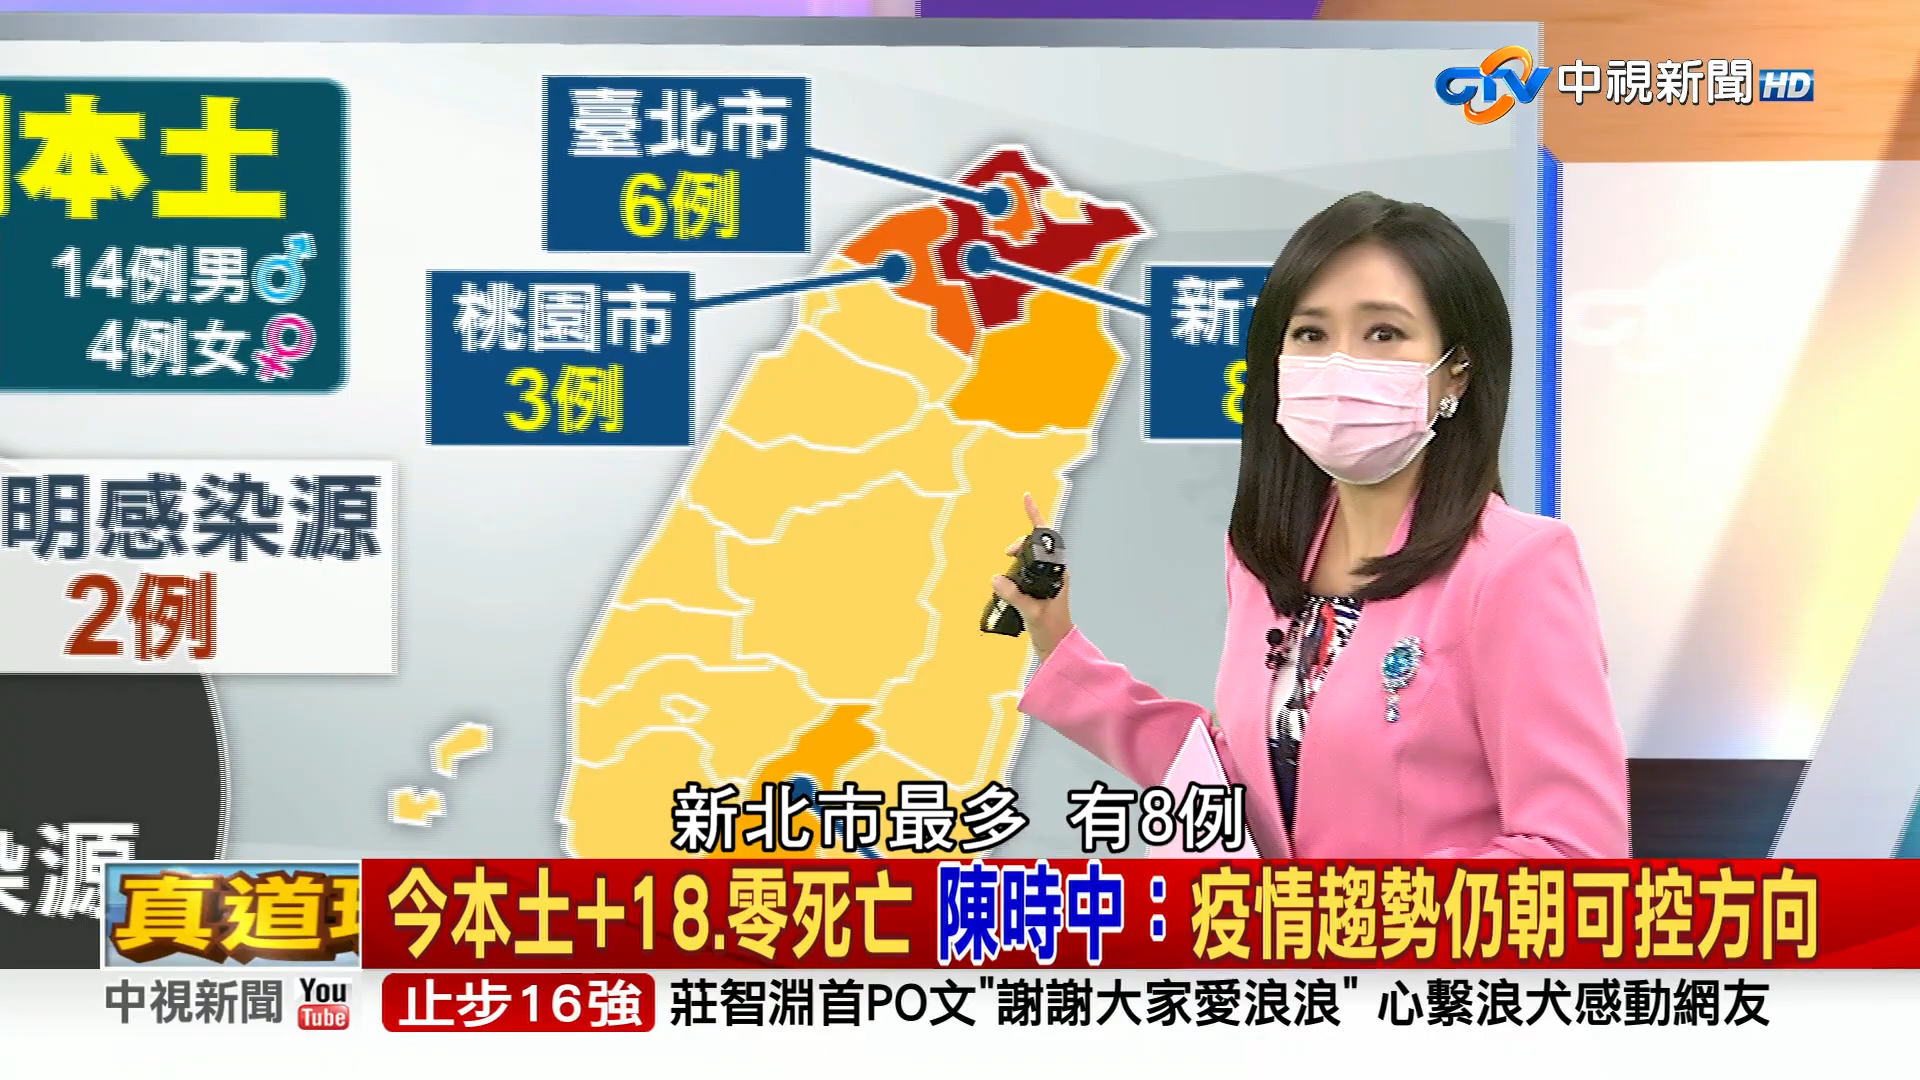 中視新聞HD
本土
14例男
4例女
臺北市
6例
桃園市
3例
新
8
明感染源
2例
染源
新北市最多 有8例
真道理
今本土+18.零死亡 陳時中：疫情趨勢仍朝可控方向
中視新聞 YouTube
止步16強 莊智淵首PO文"謝謝大家愛浪浪" 心繫浪犬感動網友